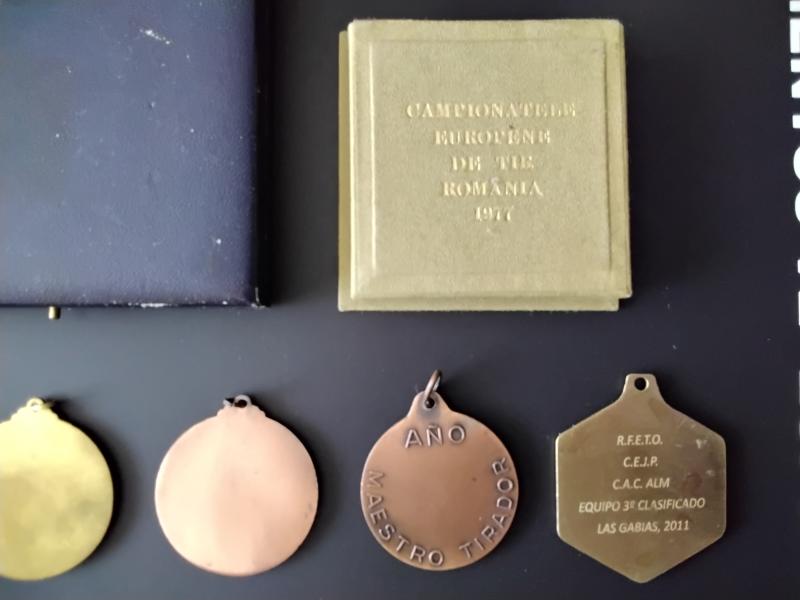 CAMPIONATELE
EUROPENE
DE TIR
ROMÂNIA
1977
AÑO
MAESTRO TIRADOR
R.F.E.T.O.
C.E.J.P.
C.A.C. ALM
EQUIPO 3º CLASIFICADO
LAS GABIAS, 2011